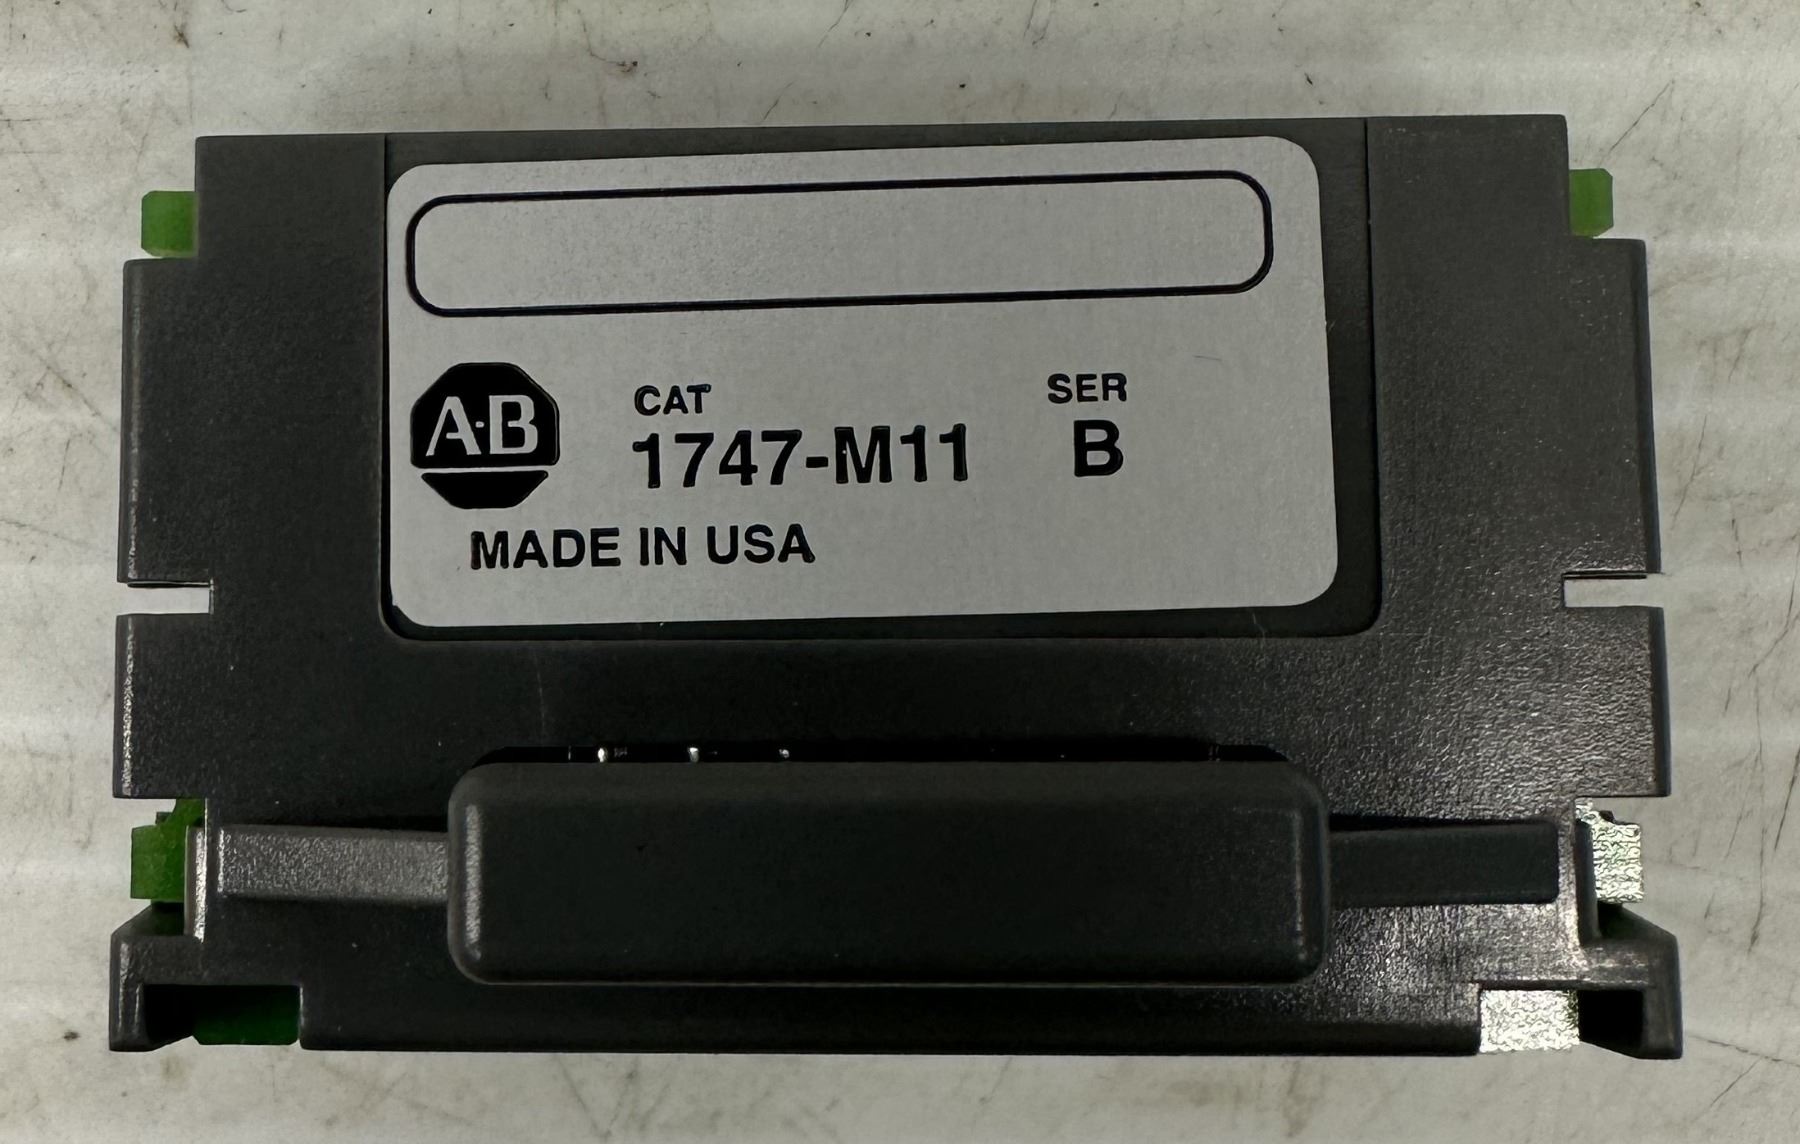 CAT SER
A·B 1747-M11 B
MADE IN USA